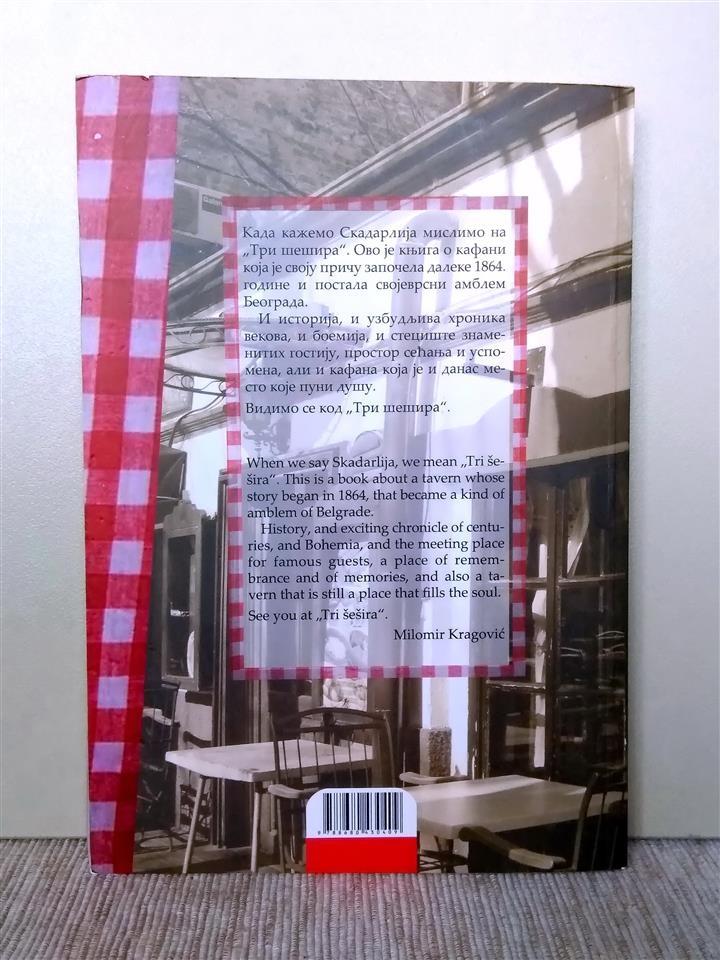 Када кажемо Скадарлија мислимо на
„Три шешира“. Ово је књига о кафани
која је своју причу започела далеке 1864.
године и постала својеврсни амблем
Београда.
И историја, и узбудљива хроника
векова, и боемија, и стециште знаме-
нитих гостију, простор сећања и успо-
мена, али и кафана која је и данас ме-
сто које пуни душу.
Видимо се код „Три шешира“.
When we say Skadarlija, we mean „Tri še-
šira“. This is a book about a tavern whose
story began in 1864, that became a kind of
amblem of Belgrade.
History, and exciting chronicle of centu-
ries, and Bohemia, and the meeting place
for famous guests, a place of remem-
brance and of memories, and also a ta-
vern that is still a place that fills the soul.
See you at „Tri šešira“.
Milomir Kragović
9 788680 430409